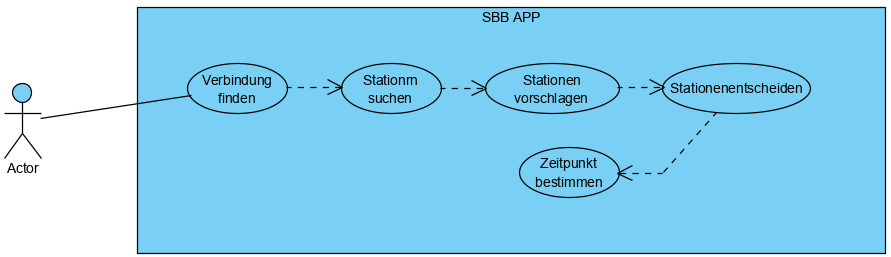 SBB APP
Verbindung
finden
Stationrn
suchen
Stationen
vorschlagen
Stationenentscheiden
Zeitpunkt
bestimmen
Actor